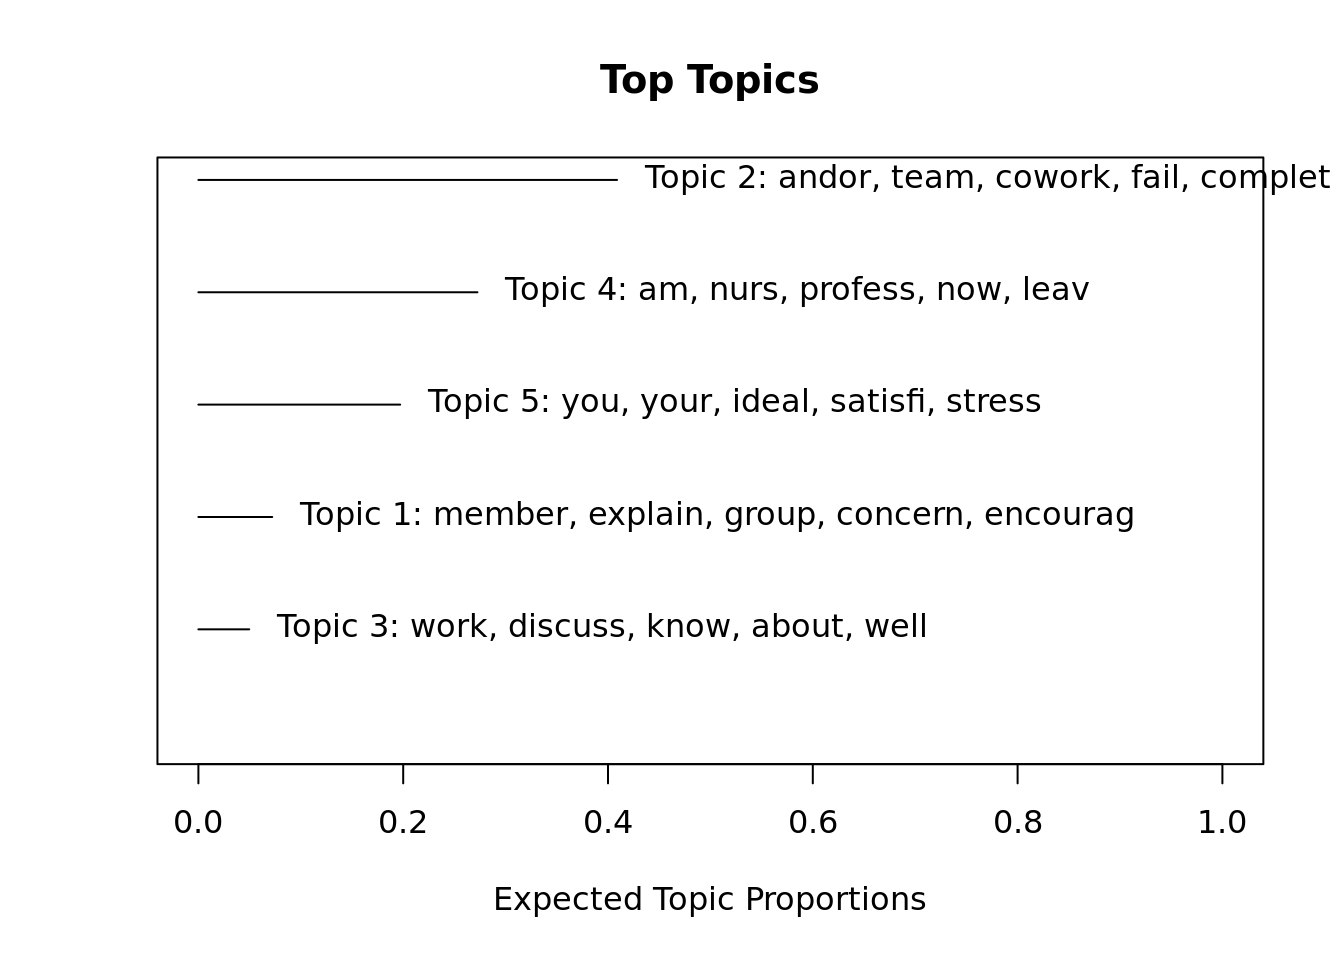 Top Topics
Topic 2: andor, team, cowork, fail, complet
Topic 4: am, nurs, profess, now, leav
Topic 5: you, your, ideal, satisfi, stress
Topic 1: member, explain, group, concern, encourag
Topic 3: work, discuss, know, about, well
0.0 0.2 0.4 0.6 0.8 1.0
Expected Topic Proportions